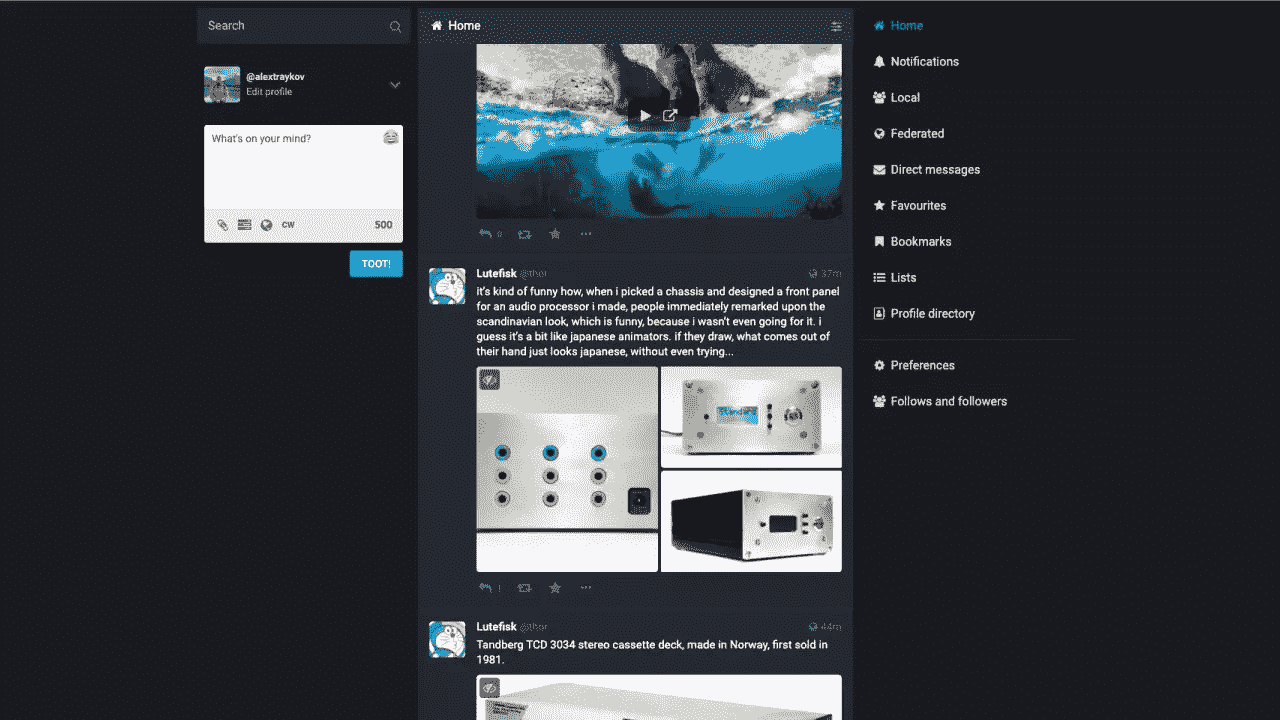 Search
@alextraykov
Edit profile
What's on your mind?
CW
500
TOOT!
Home
0
Lutefisk @thor
37m
it's kind of funny how, when i picked a chassis and designed a front panel
for an audio processor i made, people immediately remarked upon the
scandinavian look, which is funny, because i wasn't even going for it. i
guess it's a bit like japanese animators. if they draw, what comes out of
their hand just looks japanese, without even trying...
1
Lutefisk @thor
44m
Tandberg TCD 3034 stereo cassette deck, made in Norway, first sold in
1981.
Home
Notifications
Local
Federated
Direct messages
Favourites
Bookmarks
Lists
Profile directory
Preferences
Follows and followers